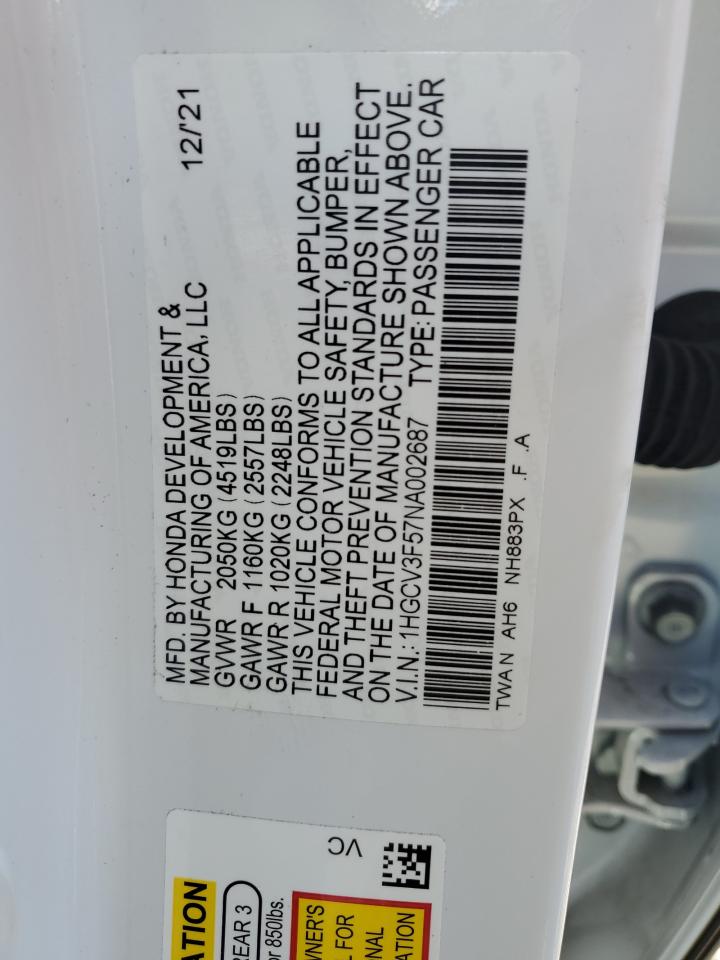 MFD. BY HONDA DEVELOPMENT &
MANUFACTURING OF AMERICA, LLC 12/'21
GVWR 2050KG (4519LBS)
GAWR F 1160KG (2557LBS)
GAWR R 1020KG (2248LBS)
THIS VEHICLE CONFORMS TO ALL APPLICABLE
FEDERAL MOTOR VEHICLE SAFETY, BUMPER,
AND THEFT PREVENTION STANDARDS IN EFFECT
ON THE DATE OF MANUFACTURE SHOWN ABOVE.
V.I.N.: 1HGCV3F57NA002687 TYPE: PASSENGER CAR
TWA N AH6 NH883PX .F .A
VC
ATION
REAR 3
850lbs.
FOR